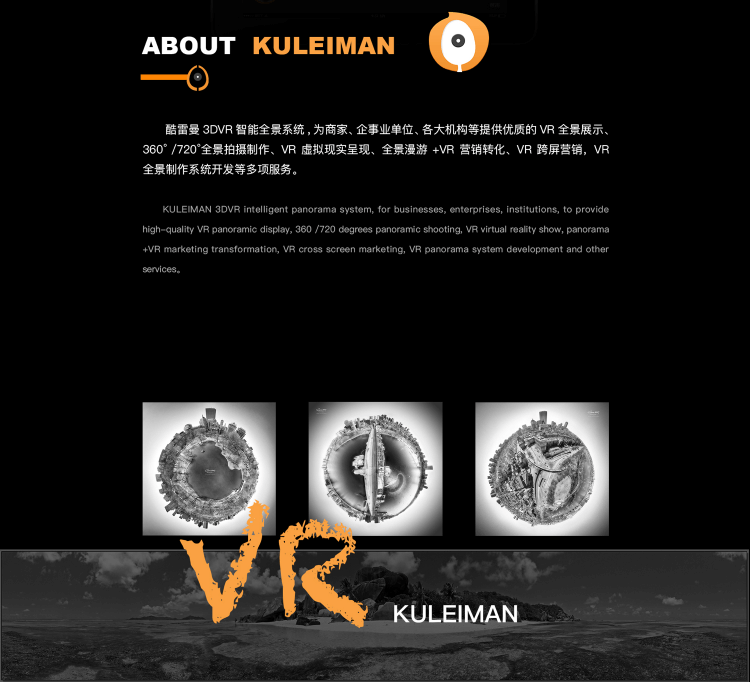 ABOUT KULEIMAN
酷雷曼 3DVR 智能全景系统 , 为商家、企事业单位、各大机构等提供优质的 VR 全景展示、
360° /720°全景拍摄制作、VR 虚拟现实呈现、全景漫游 +VR 营销转化、VR 跨屏营销，VR
全景制作系统开发等多项服务。
KULEIMAN 3DVR intelligent panorama system, for businesses, enterprises, institutions, to provide
high-quality VR panoramic display, 360 /720 degrees panoramic shooting, VR virtual reality show, panorama
+VR marketing transformation, VR cross screen marketing, VR panorama system development and other
services。
VR
KULEIMAN